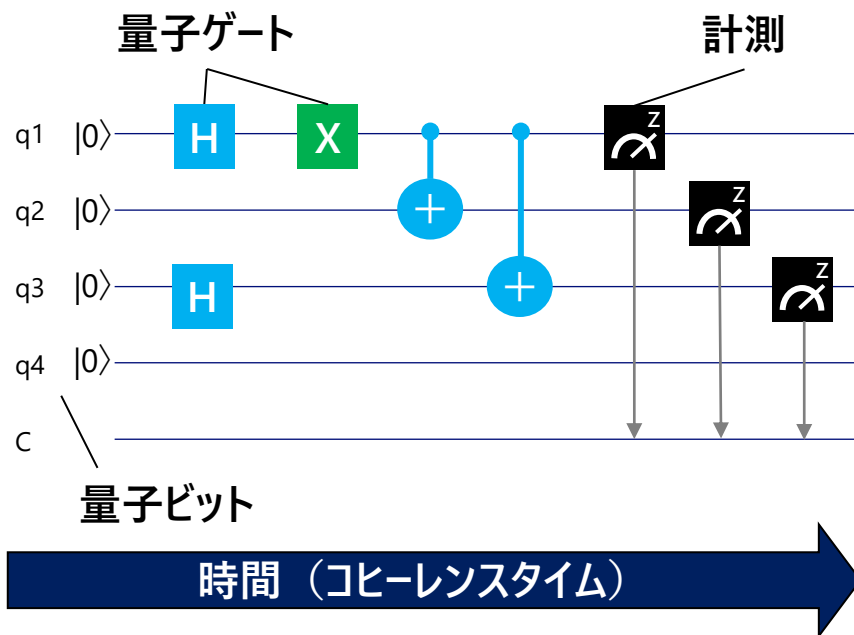 量子ゲート 計測
q1 |0⟩ H X Z
q2 |0⟩ Z
q3 |0⟩ H Z
q4 |0⟩
C
量子ビット
時間（コヒーレンスタイム）